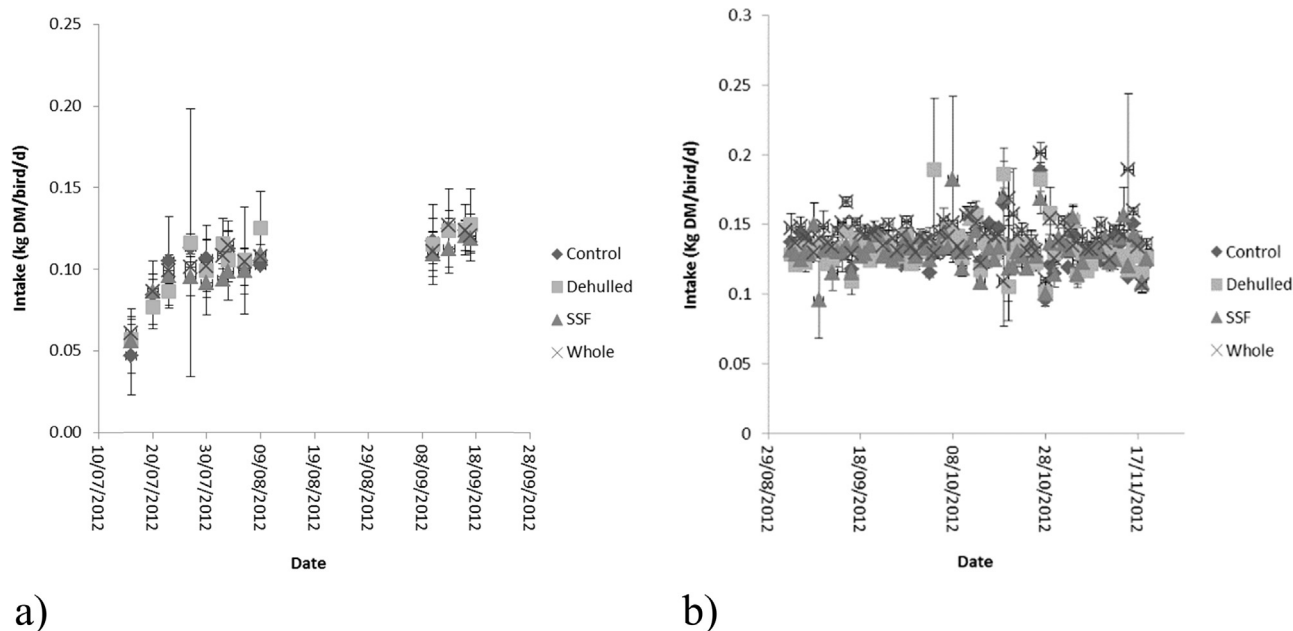 0.25
0.20
0.15
0.10
0.05
0.00
Intake (kg DM/bird/d)
10/07/2012
20/07/2012
30/07/2012
09/08/2012
19/08/2012
29/08/2012
08/09/2012
18/09/2012
28/09/2012
Date
Control
Dehulled
SSF
Whole
a)
0.3
0.25
0.2
0.15
0.1
0.05
0
Intake (kg DM/bird/d)
29/08/2012
18/09/2012
08/10/2012
28/10/2012
17/11/2012
Date
Control
Dehulled
SSF
Whole
b)